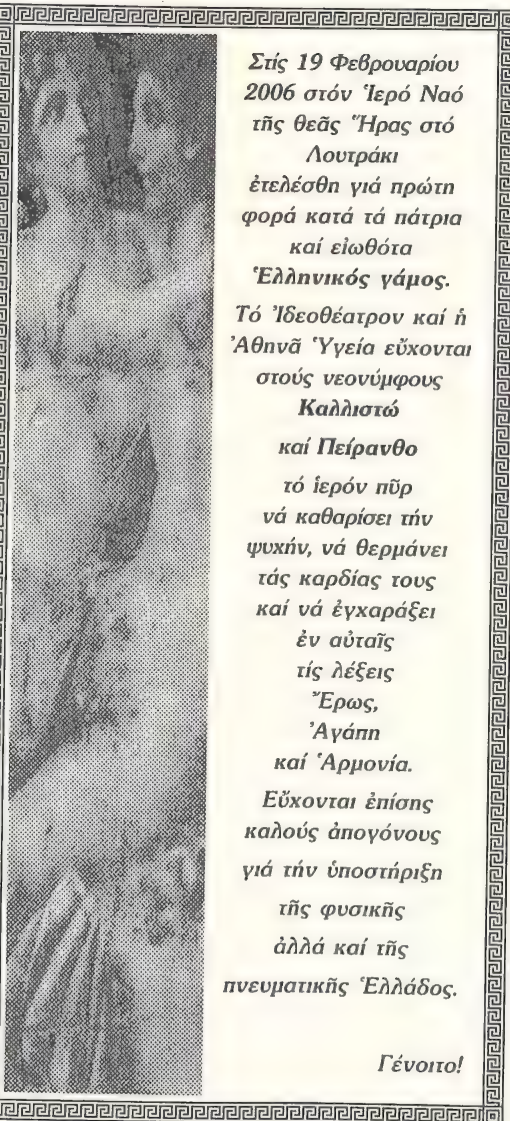 Στίς 19 Φεβρουαρίου
2006 στόν Ἱερό Ναό
τῆς θεᾶς Ἥρας στό
Λουτράκι
ἐτελέσθη γιά πρώτη
φορά κατά τά πάτρια
καί εἰωθότα
Ἑλληνικός γάμος.
Τό Ἰδεοθέατρον καί ἡ
Ἀθηνᾶ Ὑγεία εὔχονται
στούς νεονύμφους
Καλλιστώ
καί Πείρανθο
τό ἱερόν πῦρ
νά καθαρίσει τήν
ψυχήν, νά θερμάνει
τάς καρδίας τους
καί νά ἐγχαράξει
ἐν αὐταῖς
τίς λέξεις
Ἔρως,
Ἀγάπη
καί Ἁρμονία.
Εὔχονται ἐπίσης
καλούς ἀπογόνους
γιά τήν ὑποστήριξη
τῆς φυσικῆς
ἀλλά καί τῆς
πνευματικῆς Ἑλλάδος.
Γένοιτο!